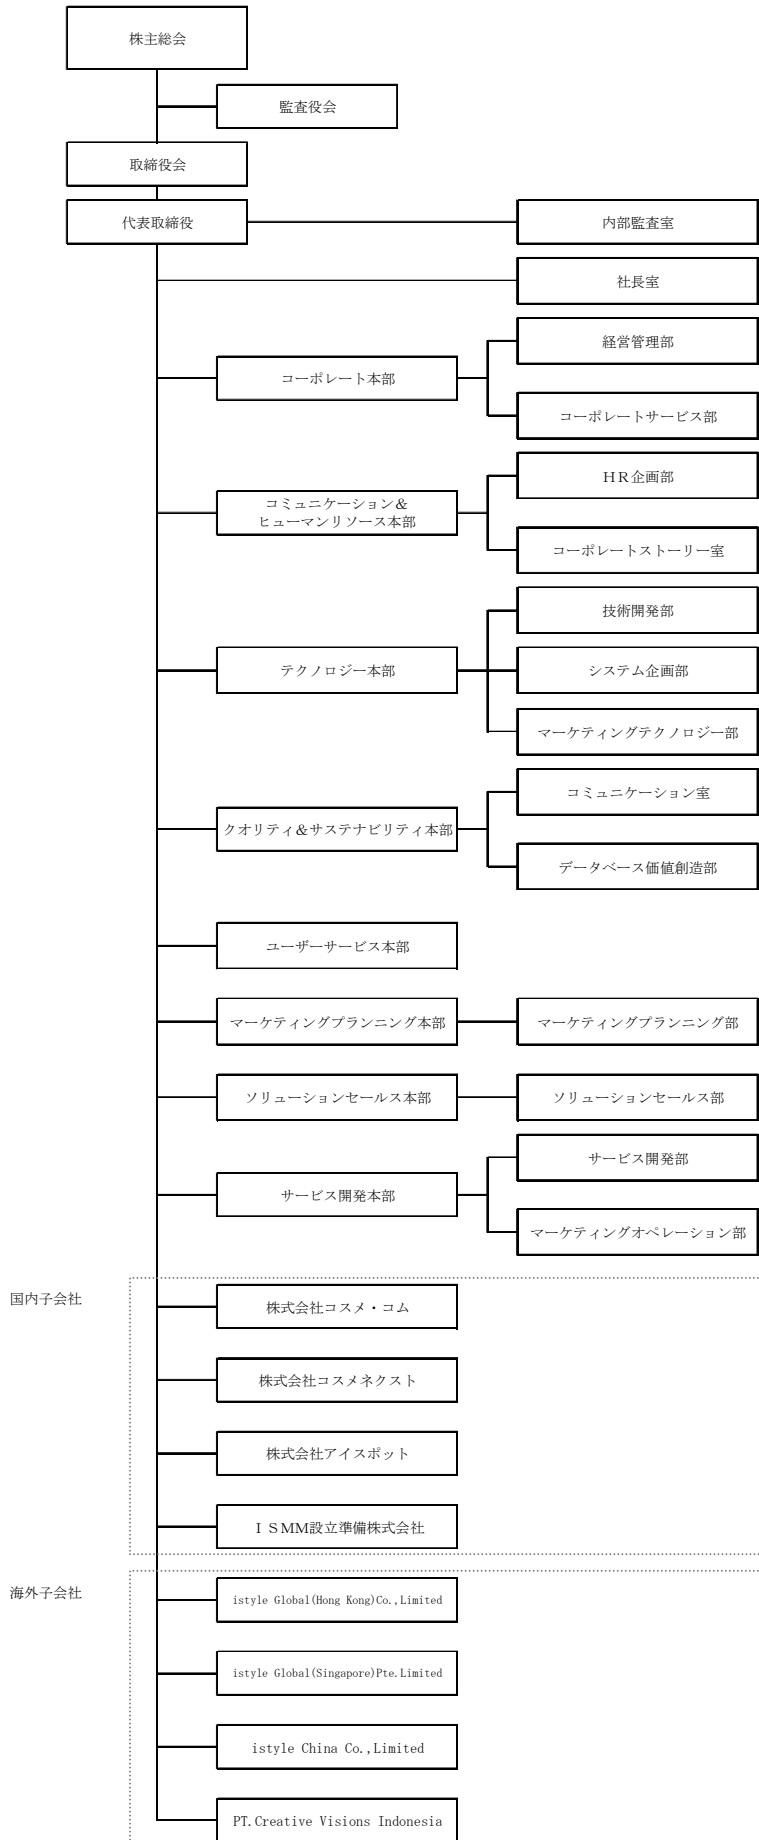 株主総会
監査役会
取締役会
代表取締役
内部監査室
社長室
経営管理部
コーポレート本部
コーポレートサービス部
ＨＲ企画部
コミュニケーション＆
ヒューマンリソース本部
コーポレートストーリー室
技術開発部
テクノロジー本部
システム企画部
マーケティングテクノロジー部
コミュニケーション室
クオリティ&サステナビリティ本部
データベース価値創造部
ユーザーサービス本部
マーケティングプランニング本部
マーケティングプランニング部
ソリューションセールス本部
ソリューションセールス部
サービス開発部
サービス開発本部
マーケティングオペレーション部
国内子会社
株式会社コスメ・コム
株式会社コスメネクスト
株式会社アイスポット
ＩＳMM設立準備株式会社
海外子会社
istyle Global(Hong Kong)Co.,Limited
istyle Global(Singapore)Pte.Limited
istyle China Co.,Limited
PT.Creative Visions Indonesia